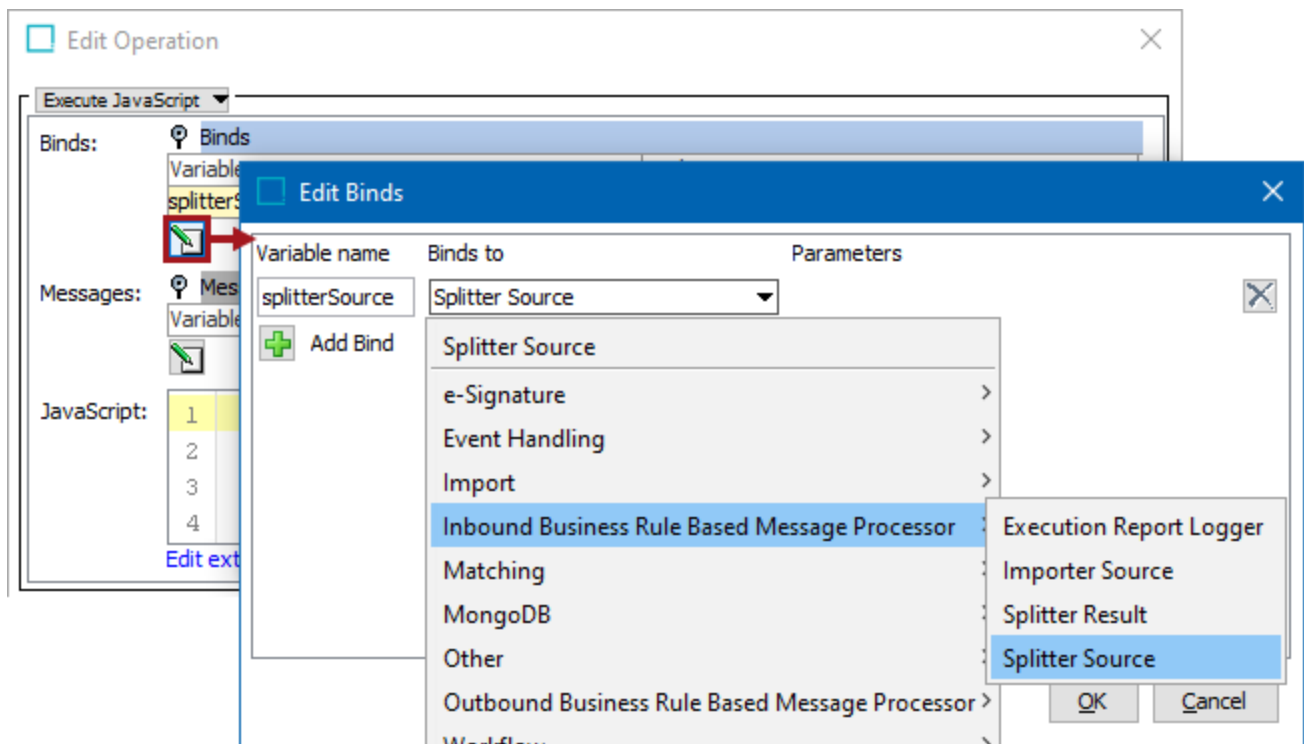 Edit Operation
Execute JavaScript
Binds:
Binds
Variable
splitterS
Edit Binds
Variable name
Binds to
Parameters
splitterSource
Splitter Source
Add Bind
Messages:
Mes
Variable
Splitter Source
e-Signature
Event Handling
Import
Inbound Business Rule Based Message Processor
Matching
MongoDB
Other
Outbound Business Rule Based Message Processor
Workflow
Execution Report Logger
Importer Source
Splitter Result
Splitter Source
JavaScript:
1
2
3
4
Edit ext
OK
Cancel